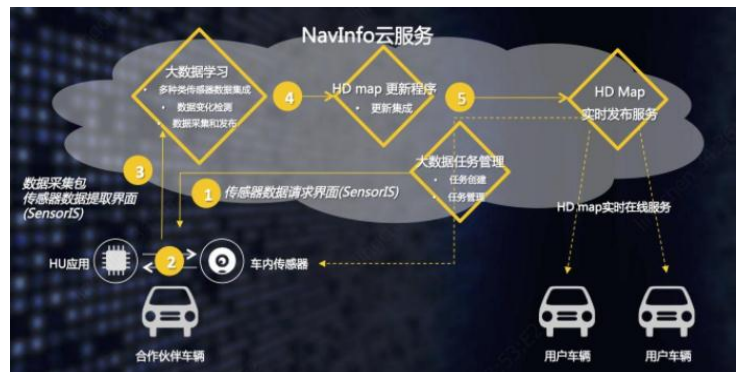 NavInfo云服务
大数据学习
• 多种类传感器数据集成
• 数据变化检测
• 数据采集和发布
4
HD map 更新程序
• 更新集成
5
HD Map
实时发布服务
大数据任务管理
• 任务创建
• 任务管理
3
数据采集包
传感器数据提取界面
(SensorIS)
1
传感器数据请求界面(SensorIS)
HD map实时在线服务
HU应用
2
车内传感器
合作伙伴车辆
用户车辆
用户车辆